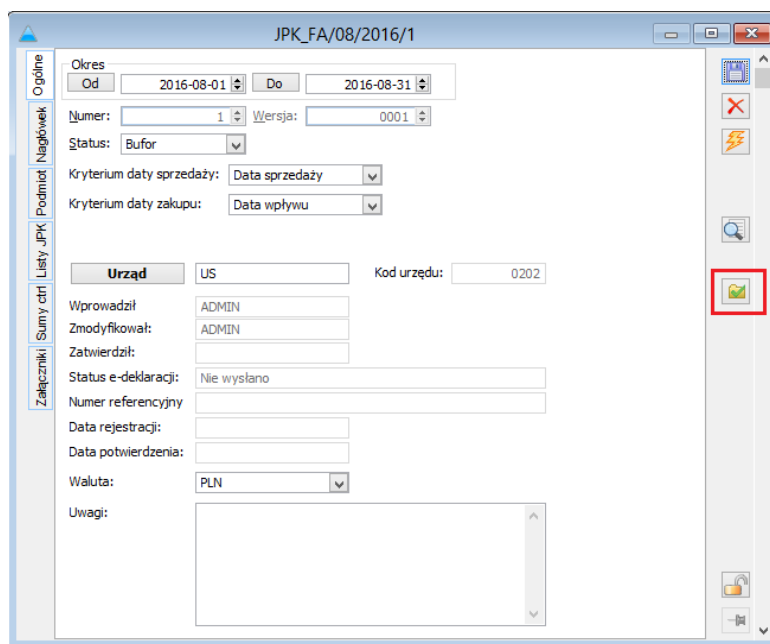 JPK_FA/08/2016/1
Ogólne
Nagłówek
Podmiot
Listy JPK
Sumy ctrl
Załączniki
Okres
Od 2016-08-01 Do 2016-08-31
Numer: 1 Wersja: 0001
Status: Bufor
Kryterium daty sprzedaży: Data sprzedaży
Kryterium daty zakupu: Data wpływu
Urząd US Kod urzędu: 0202
Wprowadził ADMIN
Zmodyfikował: ADMIN
Zatwierdził:
Status e-deklaracji: Nie wysłano
Numer referencyjny
Data rejestracji:
Data potwierdzenia:
Waluta: PLN
Uwagi: